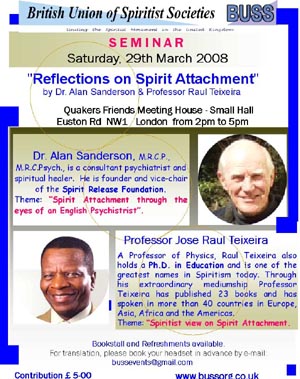 British Union of Spiritist Societies BUSS
Uniting the Spiritist Movement in the United Kingdom
SEMINAR
Saturday, 29th March 2008
"Reflections on Spirit Attachment"
by Dr. Alan Sanderson & Professor Raul Teixeira
Quakers Friends Meeting House - Small Hall
Euston Rd NW1 / London from 2pm to 5pm
Dr. Alan Sanderson, M.R.C.P.,
M.R.C.Psych., is a consultant psychiatrist and
spiritual healer. He is founder and vice-chair
of the Spirit Release Foundation.
Theme: "Spirit Attachment through the
eyes of an English Psychistrist".
Professor Jose Raul Teixeira
A Professor of Physics, Raul Teixeira also
holds a Ph.D. in Education and is one of the
greatest names in Spiritism today. Through
his extraordinary mediumship Professor
Teixeira has published 23 books and has
spoken in more than 40 countries in Europe,
Asia, Africa and the Americas.
Theme: "Spiritist view on Spirit Attachment.
Bookstall and Refreshments available.
For translation, please book your headset in advance by e-mail:
bussevents@gmail.com
Contribution £ 5-00 www.bussorg.co.uk